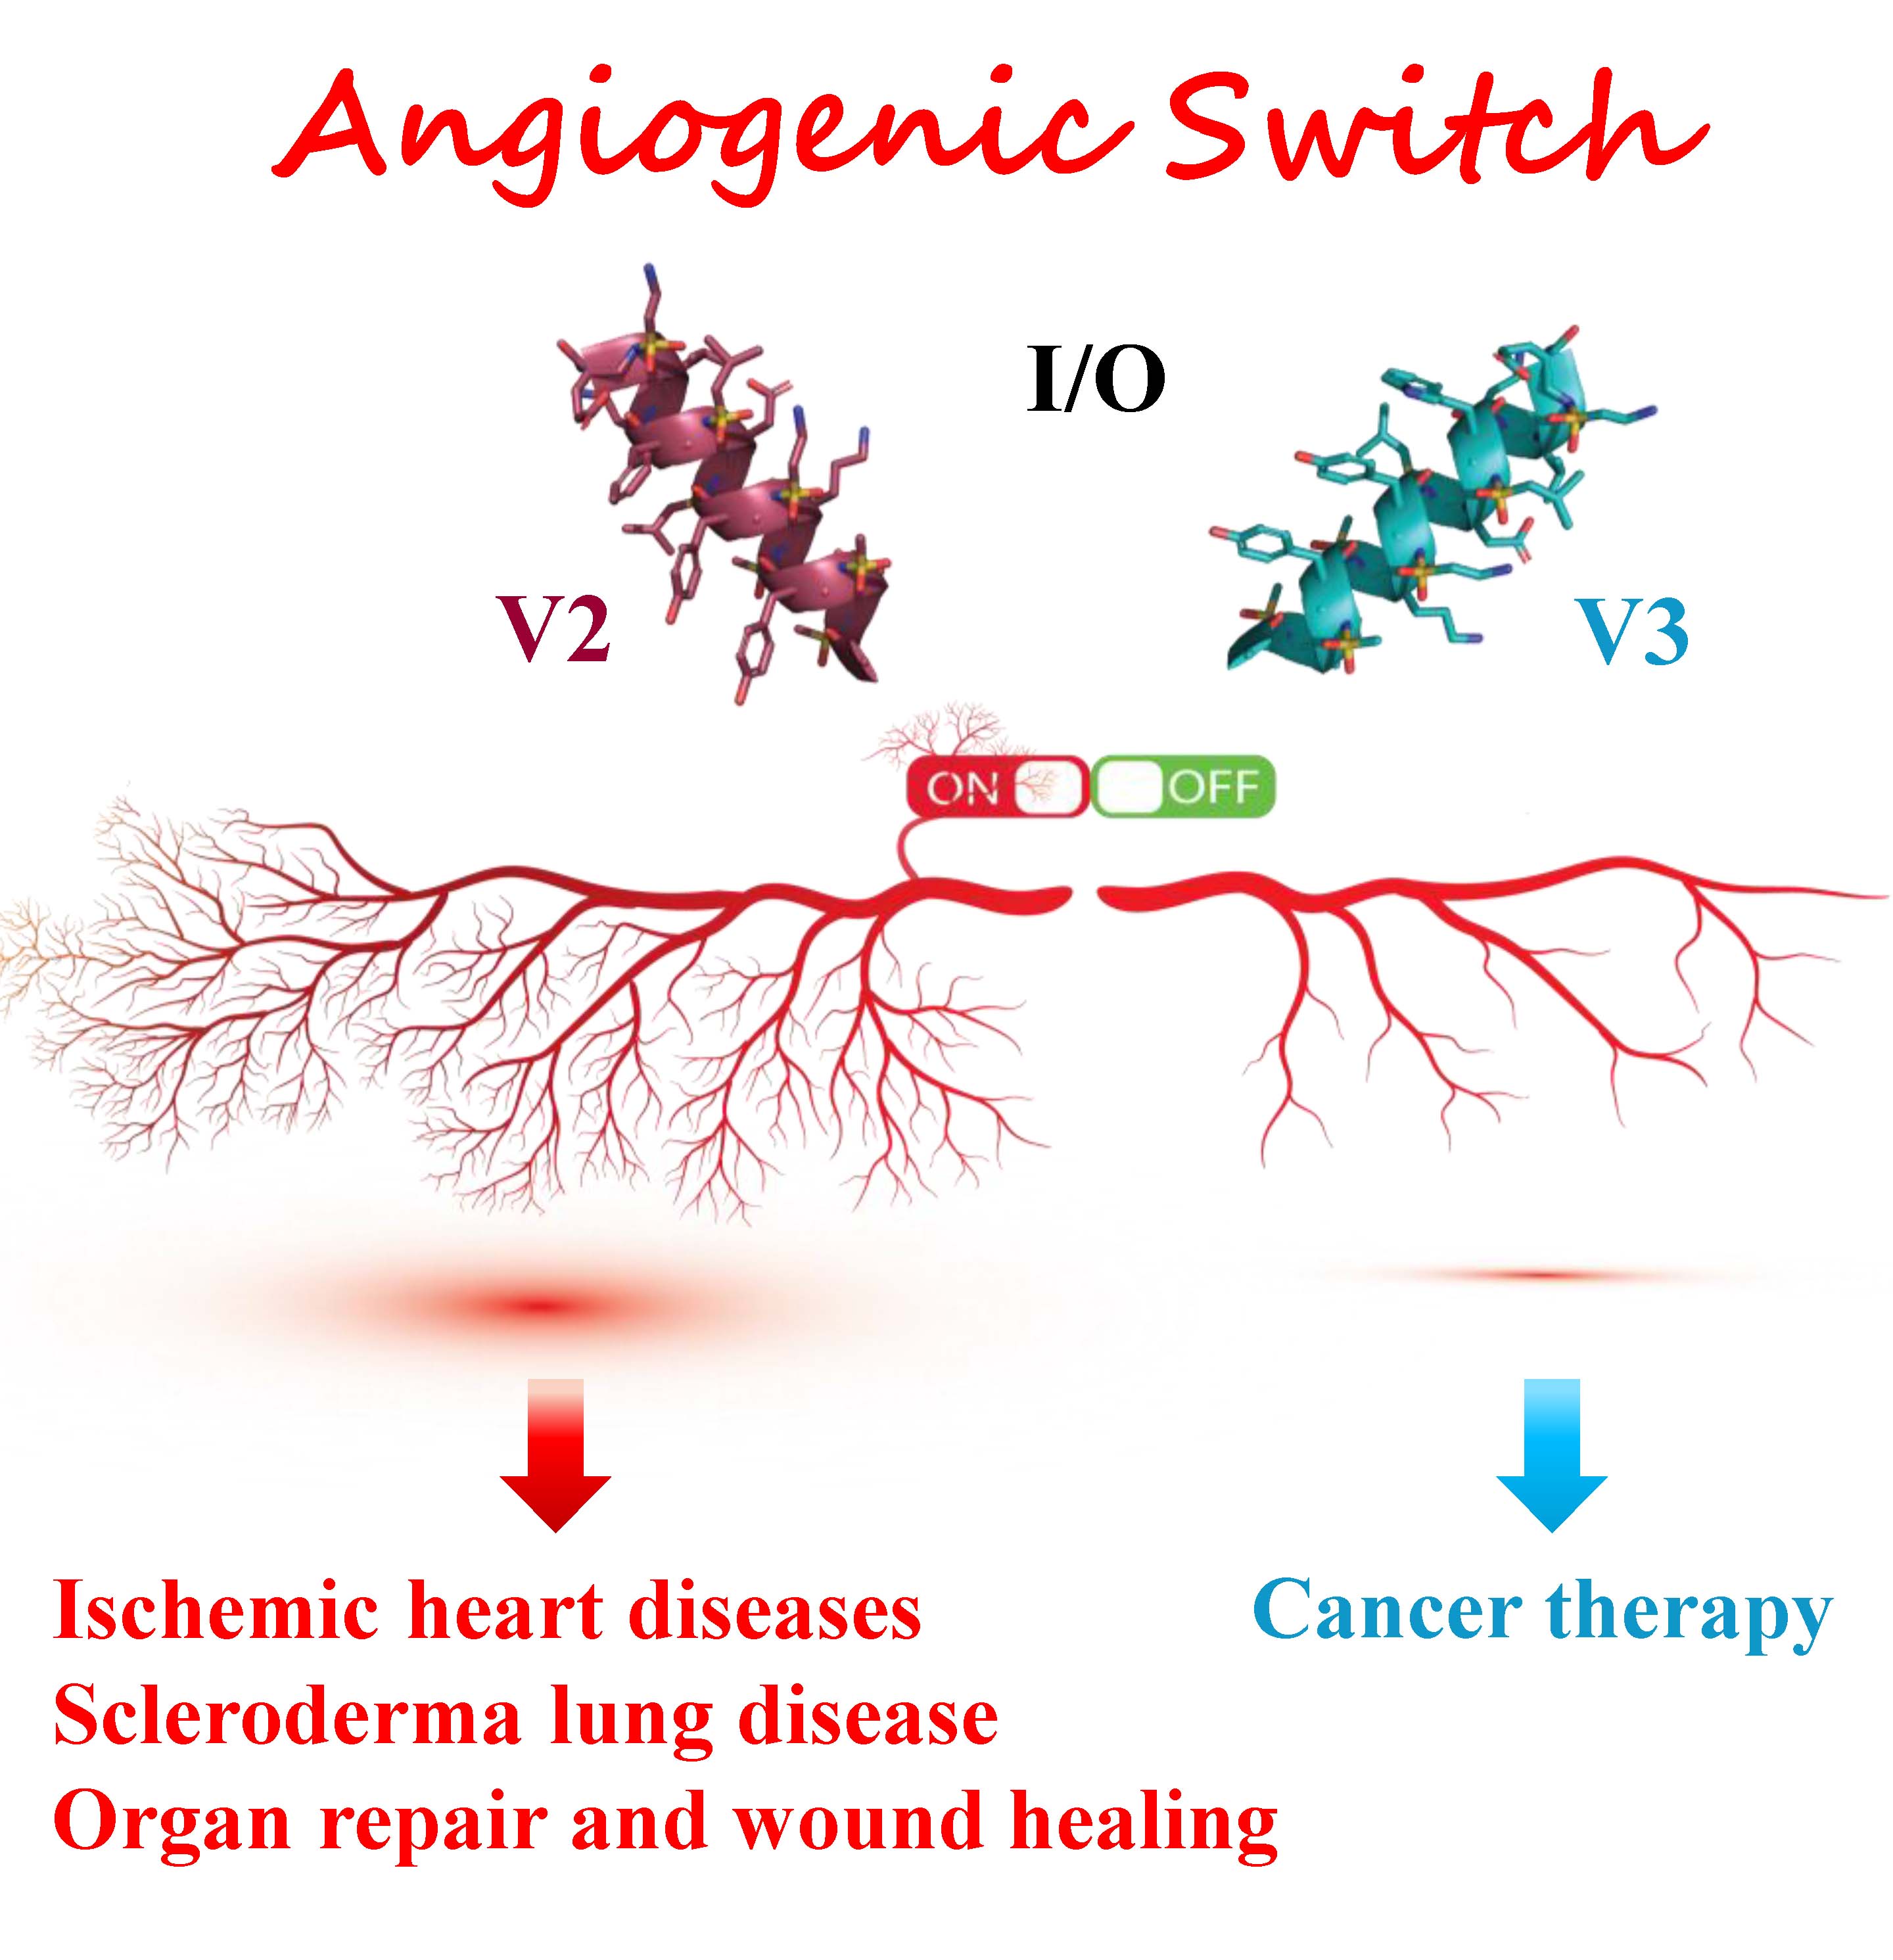 Angiogenic Switch
I/O
V2
V3
ON OFF
Ischemic heart diseases
Scleroderma lung disease
Organ repair and wound healing
Cancer therapy